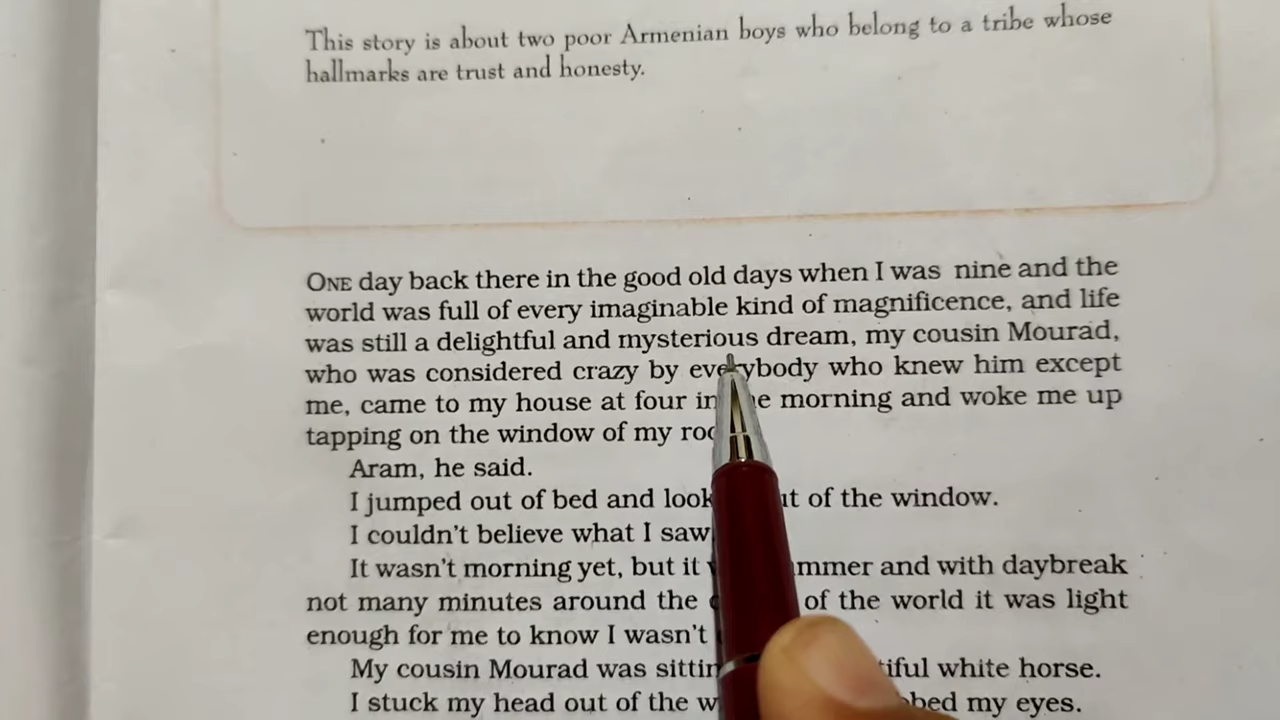 This story is about two poor Armenian boys who belong to a tribe whose
hallmarks are trust and honesty.
ONE day back there in the good old days when I was nine and the
world was full of every imaginable kind of magnificence, and life
was still a delightful and mysterious dream, my cousin Mourad,
who was considered crazy by everybody who knew him except
me, came to my house at four in the morning and woke me up
tapping on the window of my
Aram, he said.
I jumped out of bed and looked out of the window.
I couldn't believe what I saw
It wasn't morning yet, but it summer and with daybreak
not many minutes around the of the world it was light
enough for me to know I wasn't
My cousin Mourad was sitting beautiful white horse.
I stuck my head out of the rubbed my eyes.